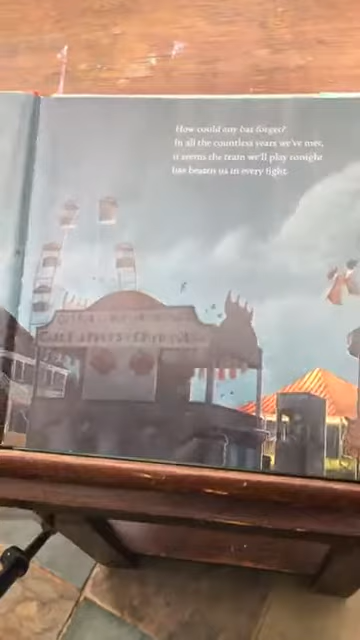 How could any bat forget?
In all the countless years we've met,
it seems the team we'll play tonight
has beaten us in every fight.